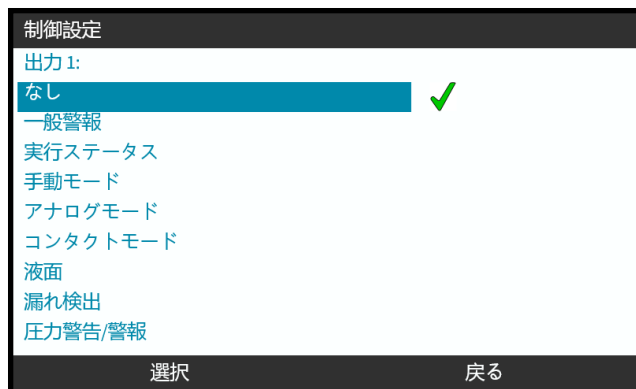 制御設定
出力 1:
なし
一般警報
実行ステータス
手動モード
アナログモード
コンタクトモード
液面
漏れ検出
圧力警告/警報
選択
戻る